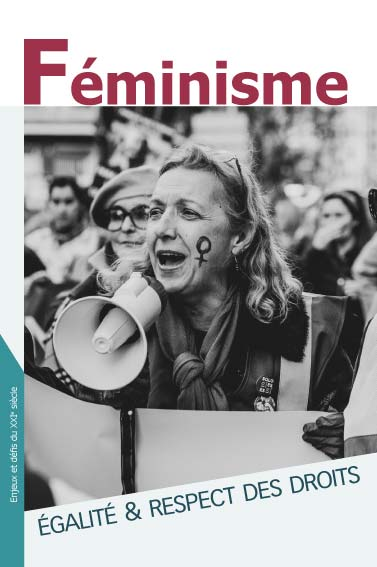 Féminisme
Enjeux et défis du XXIᵉ siècle
ÉGALITÉ & RESPECT DES DROITS